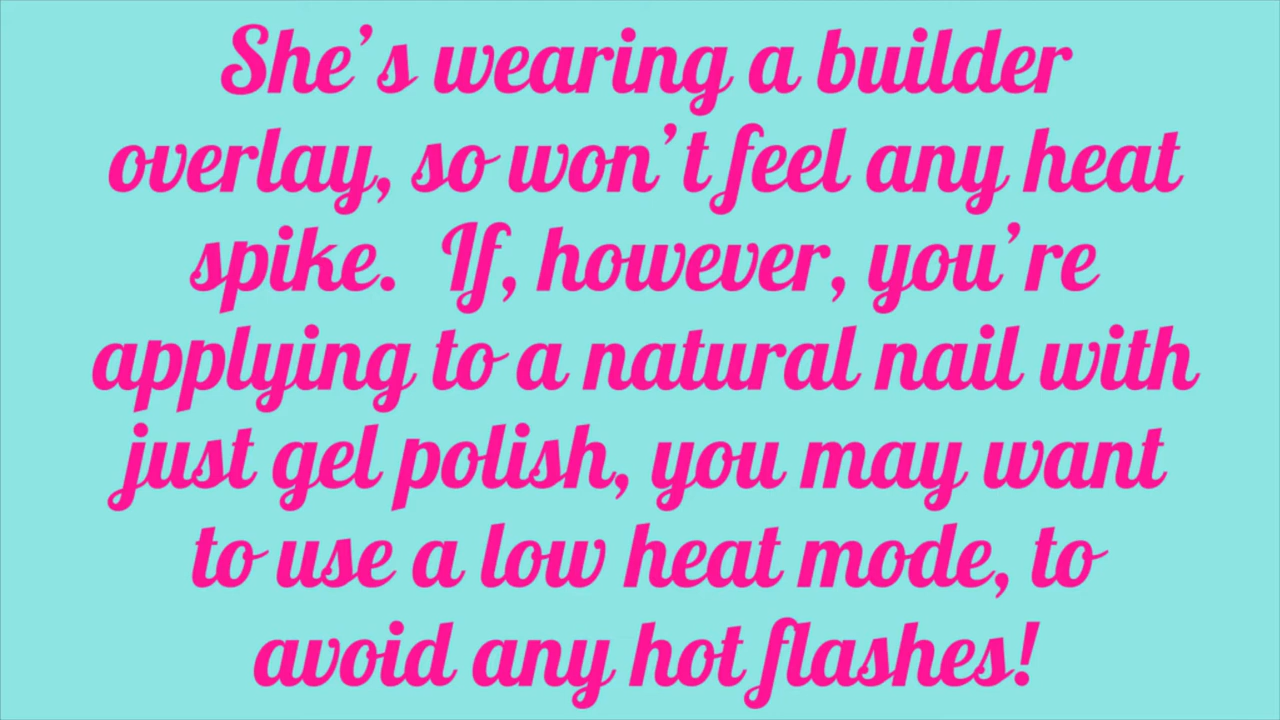 She's wearing a builder
overlay, so won't feel any heat
spike. If, however, you're
applying to a natural nail with
just gel polish, you may want
to use a low heat mode, to
avoid any hot flashes!